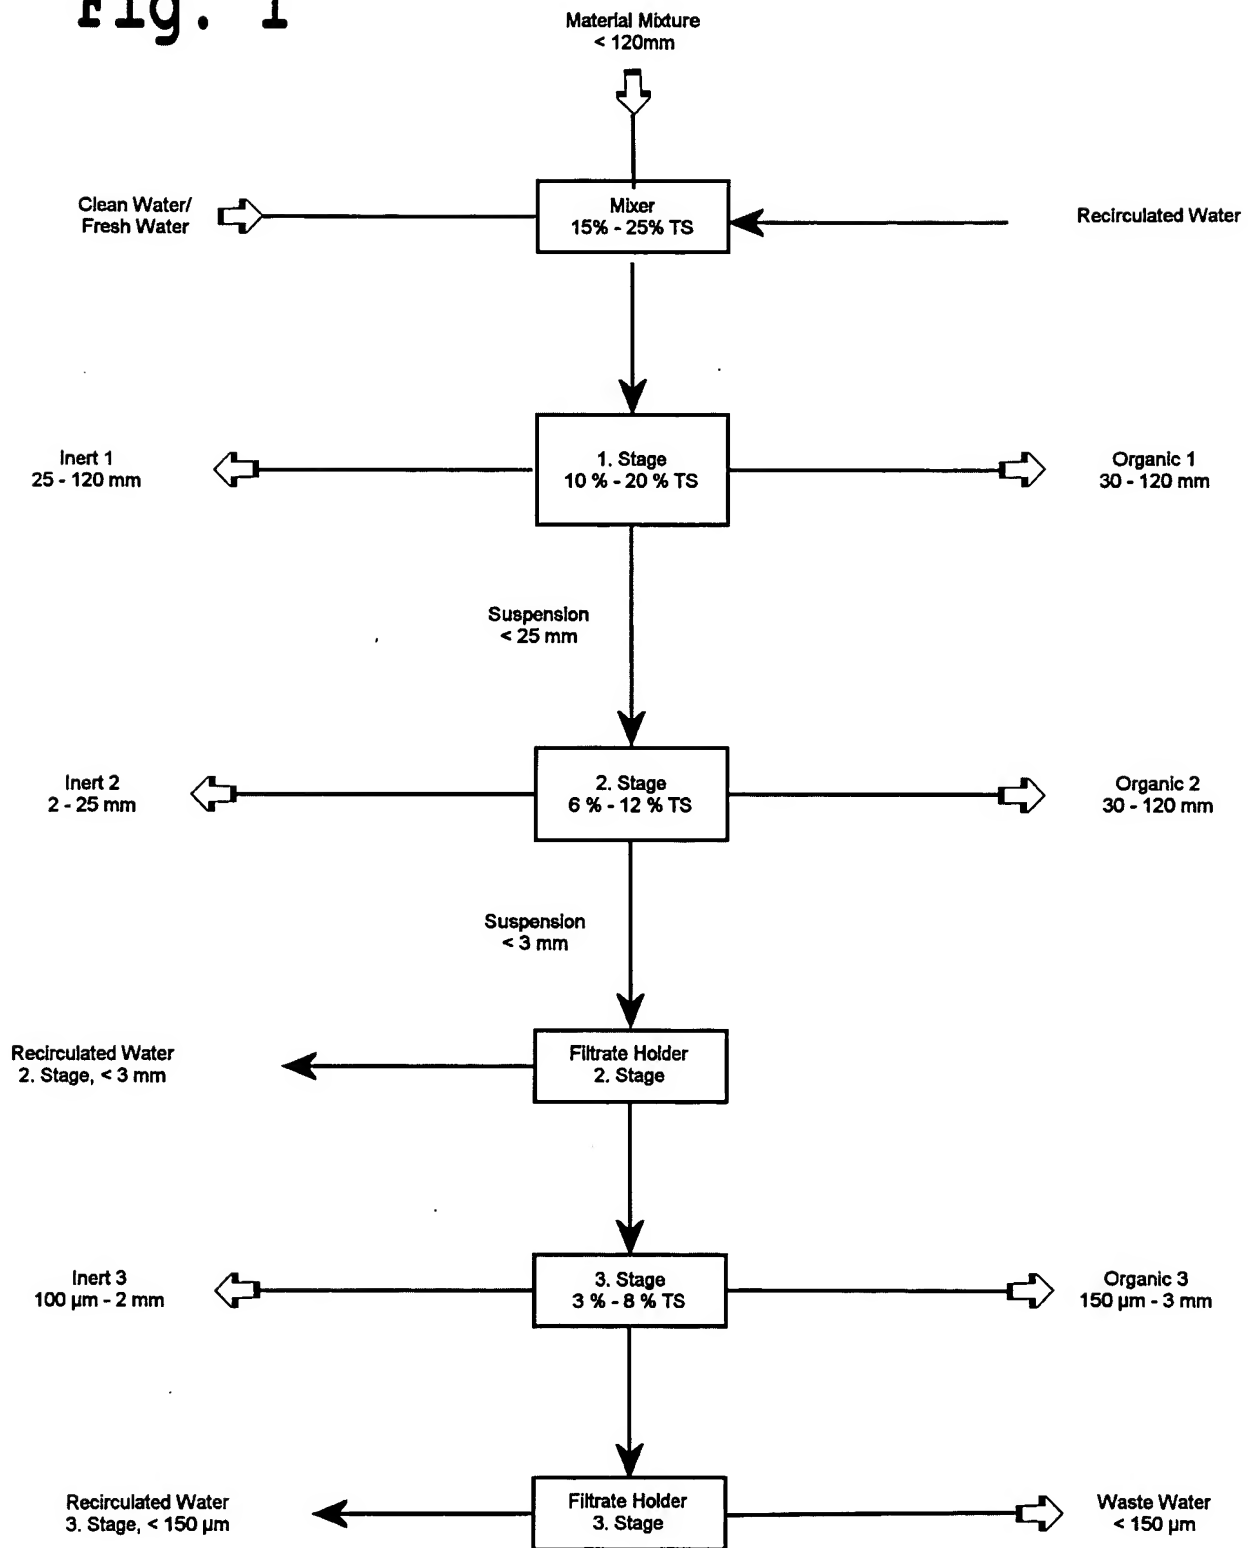 Fig. 1
Material Mixture
< 120mm
Clean Water/
Fresh Water
Mixer
15% - 25% TS
Recirculated Water
Inert 1
25 - 120 mm
1. Stage
10 % - 20 % TS
Organic 1
30 - 120 mm
Suspension
< 25 mm
Inert 2
2 - 25 mm
2. Stage
6 % - 12 % TS
Organic 2
30 - 120 mm
Suspension
< 3 mm
Recirculated Water
2. Stage, < 3 mm
Filtrate Holder
2. Stage
Inert 3
100 µm - 2 mm
3. Stage
3 % - 8 % TS
Organic 3
150 µm - 3 mm
Recirculated Water
3. Stage, < 150 µm
Filtrate Holder
3. Stage
Waste Water
< 150 µm